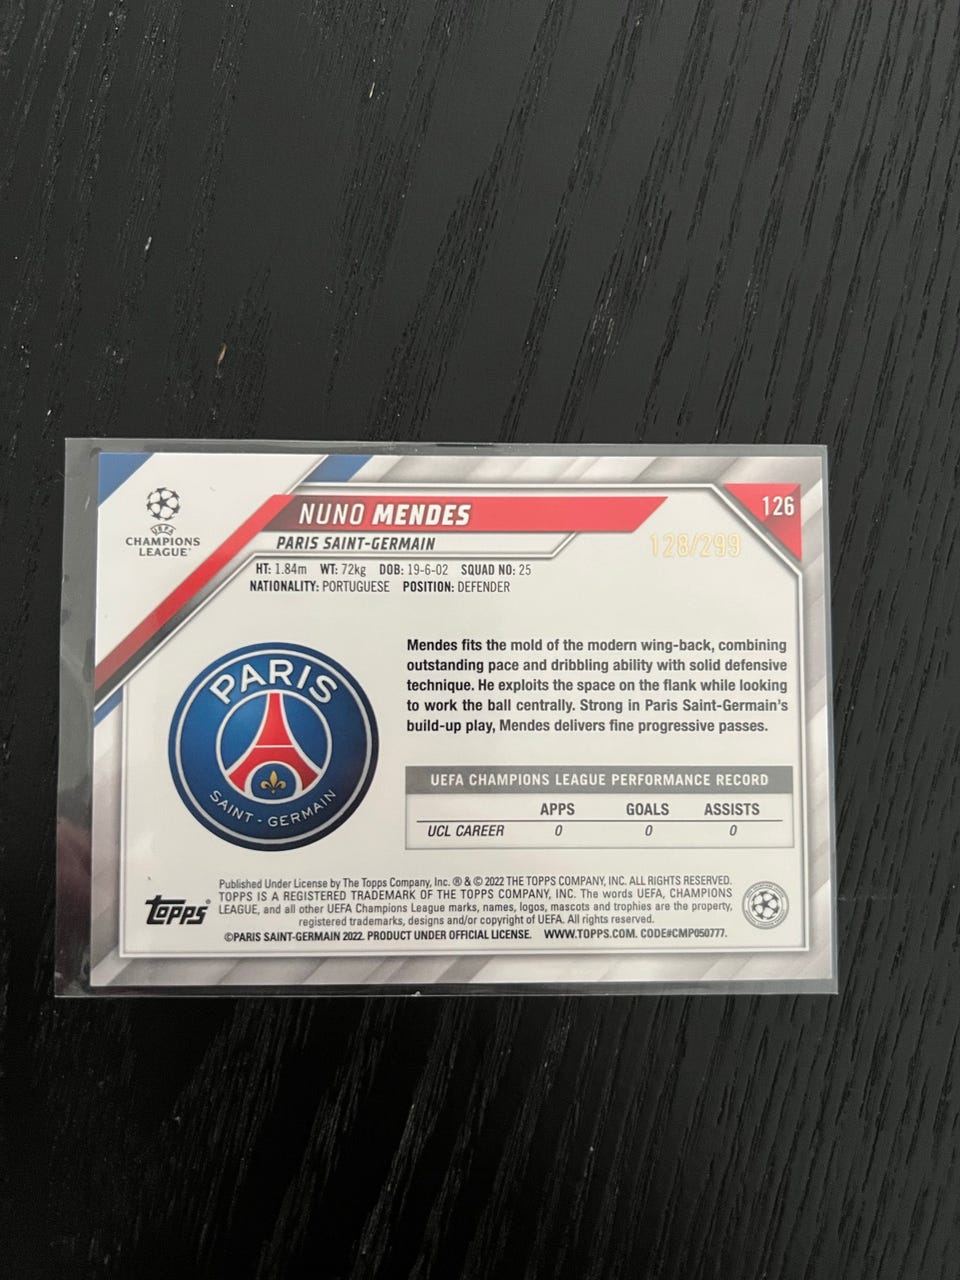 UEFA
CHAMPIONS
LEAGUE
NUNO MENDES
126
PARIS SAINT-GERMAIN
128/299
HT: 1.84m WT: 72kg DOB: 19-6-02 SQUAD NO: 25
NATIONALITY: PORTUGUESE POSITION: DEFENDER
Mendes fits the mold of the modern wing-back, combining
outstanding pace and dribbling ability with solid defensive
technique. He exploits the space on the flank while looking
to work the ball centrally. Strong in Paris Saint-Germain's
build-up play, Mendes delivers fine progressive passes.
PARIS
SAINT-GERMAIN
UEFA CHAMPIONS LEAGUE PERFORMANCE RECORD
APPS GOALS ASSISTS
UCL CAREER 0 0 0
Topps
Published Under License by The Topps Company, Inc. ® & © 2022 THE TOPPS COMPANY, INC. ALL RIGHTS RESERVED.
TOPPS IS A REGISTERED TRADEMARK OF THE TOPPS COMPANY, INC. The words UEFA, CHAMPIONS
LEAGUE, and all other UEFA Champions League marks, names, logos, mascots and trophies are the property,
registered trademarks, designs and/or copyright of UEFA. All rights reserved.
©PARIS SAINT-GERMAIN 2022. PRODUCT UNDER OFFICIAL LICENSE. WWW.TOPPS.COM. CODE#CMP050777.